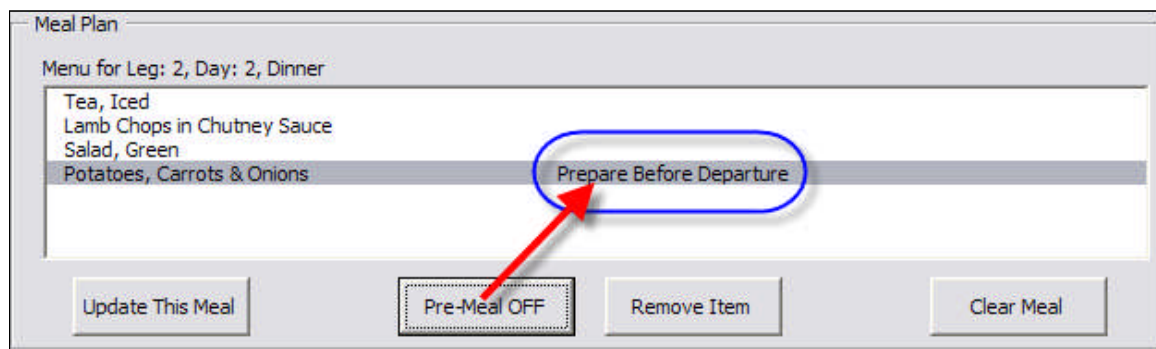 Meal Plan
Menu for Leg: 2, Day: 2, Dinner
Tea, Iced
Lamb Chops in Chutney Sauce
Salad, Green
Potatoes, Carrots & Onions Prepare Before Departure
Update This Meal Pre-Meal OFF Remove Item Clear Meal